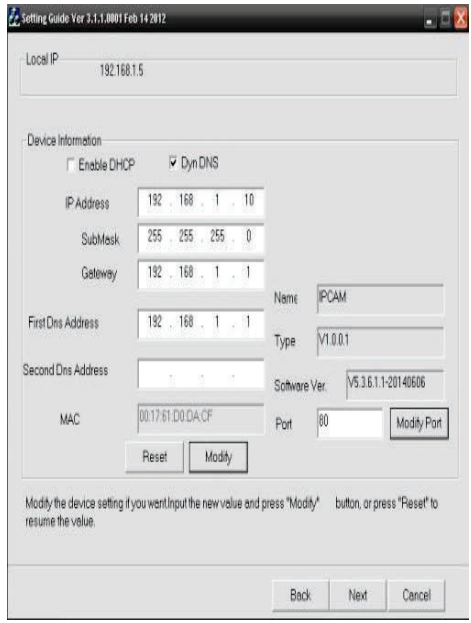 Setting Guide Ver 3.1.1.0001 Feb 14 2012
Local IP
192.168.1.5
Device Information
Enable DHCP
Dyn DNS
IP Address 192 . 168 . 1 . 10
SubMask 255 . 255 . 255 . 0
Gateway 192 . 168 . 1 . 1
Name IPCAM
First Dns Address 192 . 168 . 1 . 1
Type V1.0.0.1
Second Dns Address . . .
Software Ver. V5.3.6.1.1-20140606
MAC 00:17:61:D0:DA:CF
Port 80 Modify Port
Reset Modify
Modify the device setting if you want.Input the new value and press "Modify" button, or press "Reset" to
resume the value.
Back Next Cancel